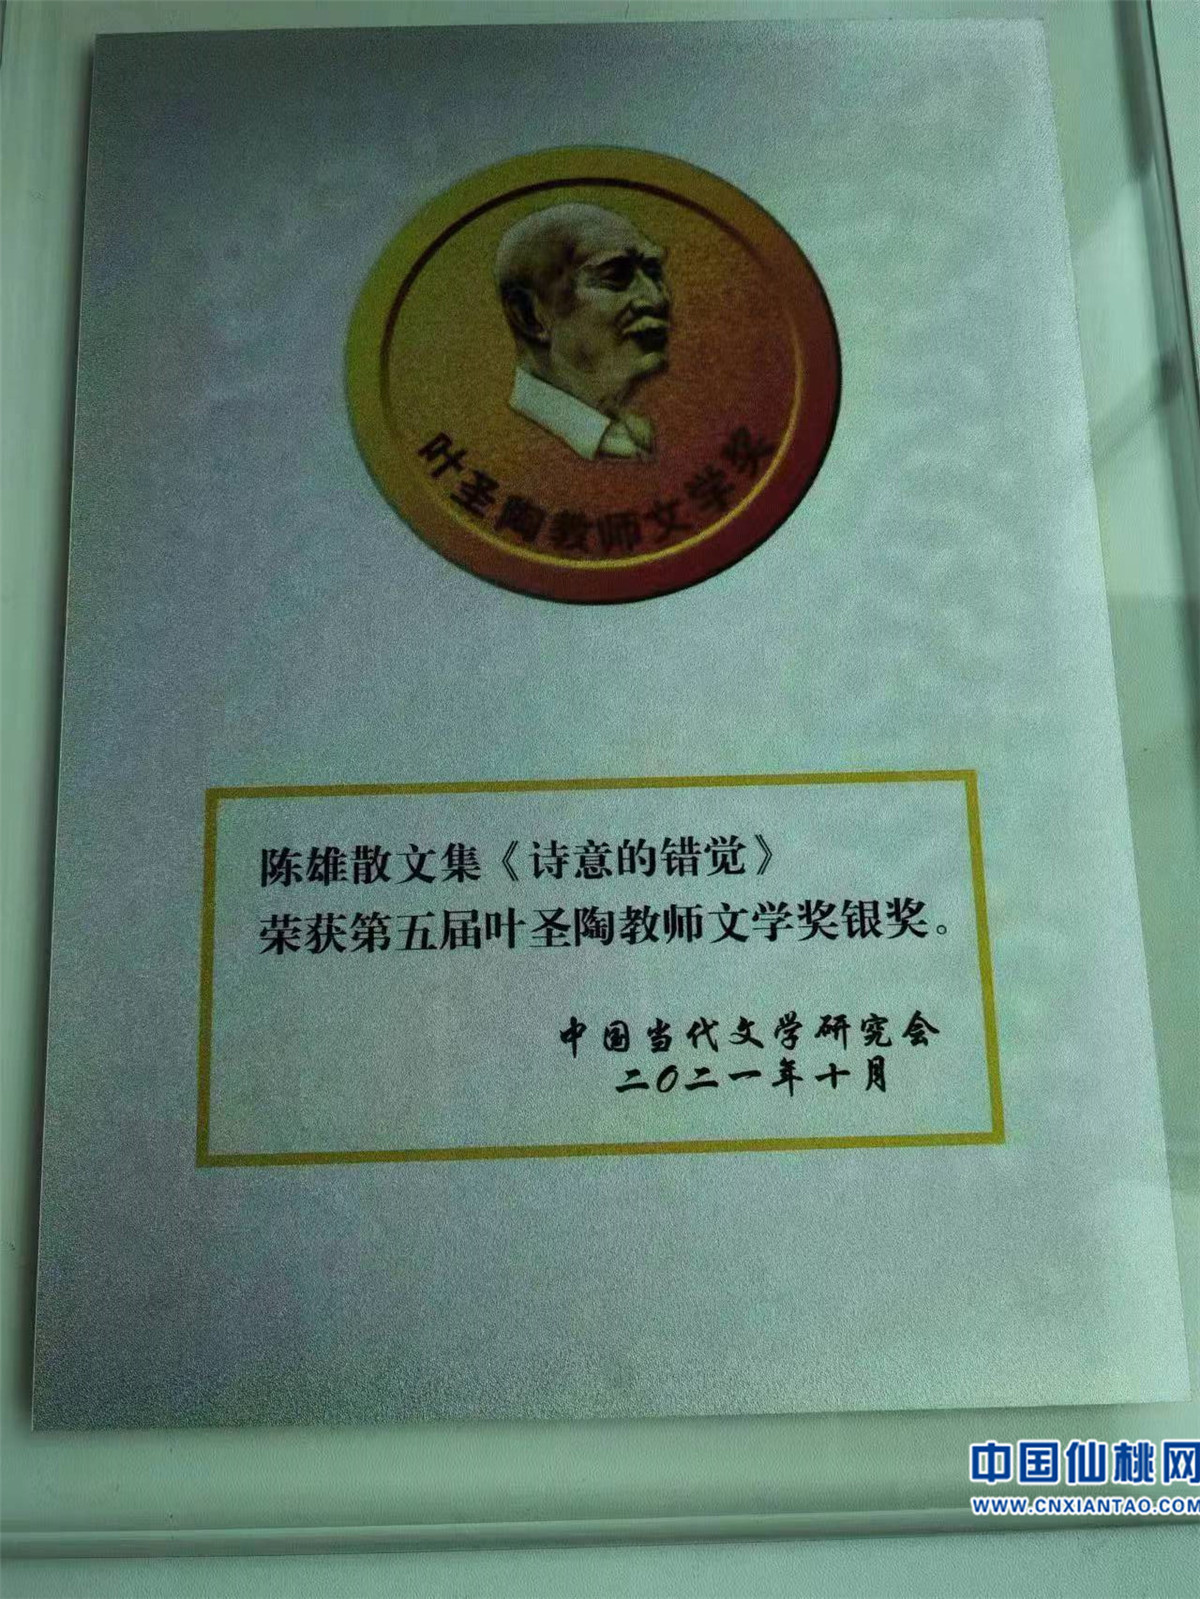 叶圣陶教师文学奖
陈雄散文集《诗意的错觉》
荣获第五届叶圣陶教师文学奖银奖。
中国当代文学研究会
二〇二一年十月
中国仙桃网
WWW.CNXIANTAO.COM